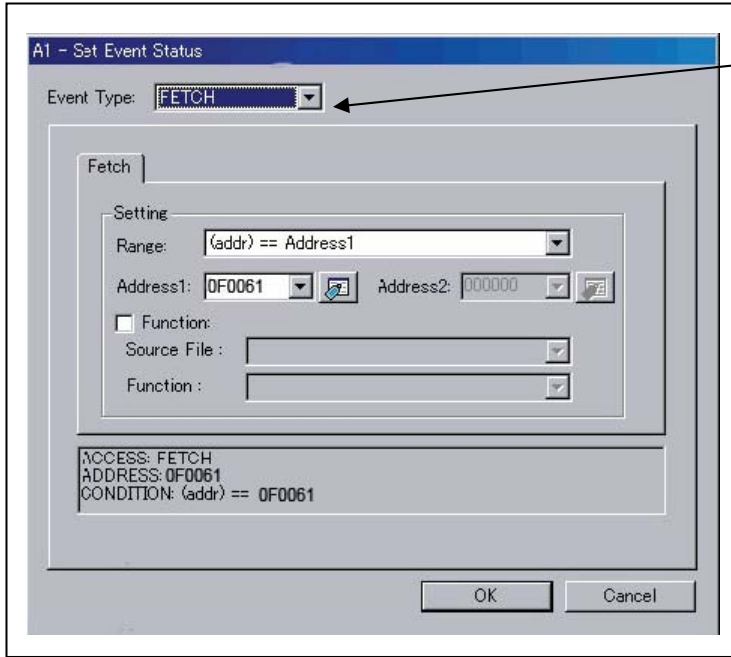 A1 - Set Event Status
Event Type: FETCH
Fetch
Setting
Range: (addr) == Address1
Address1: 0F0061 Address2: 000000
Function:
Source File :
Function :
ACCESS: FETCH
ADDRESS: 0F0061
CONDITION: (addr) == 0F0061
OK Cancel